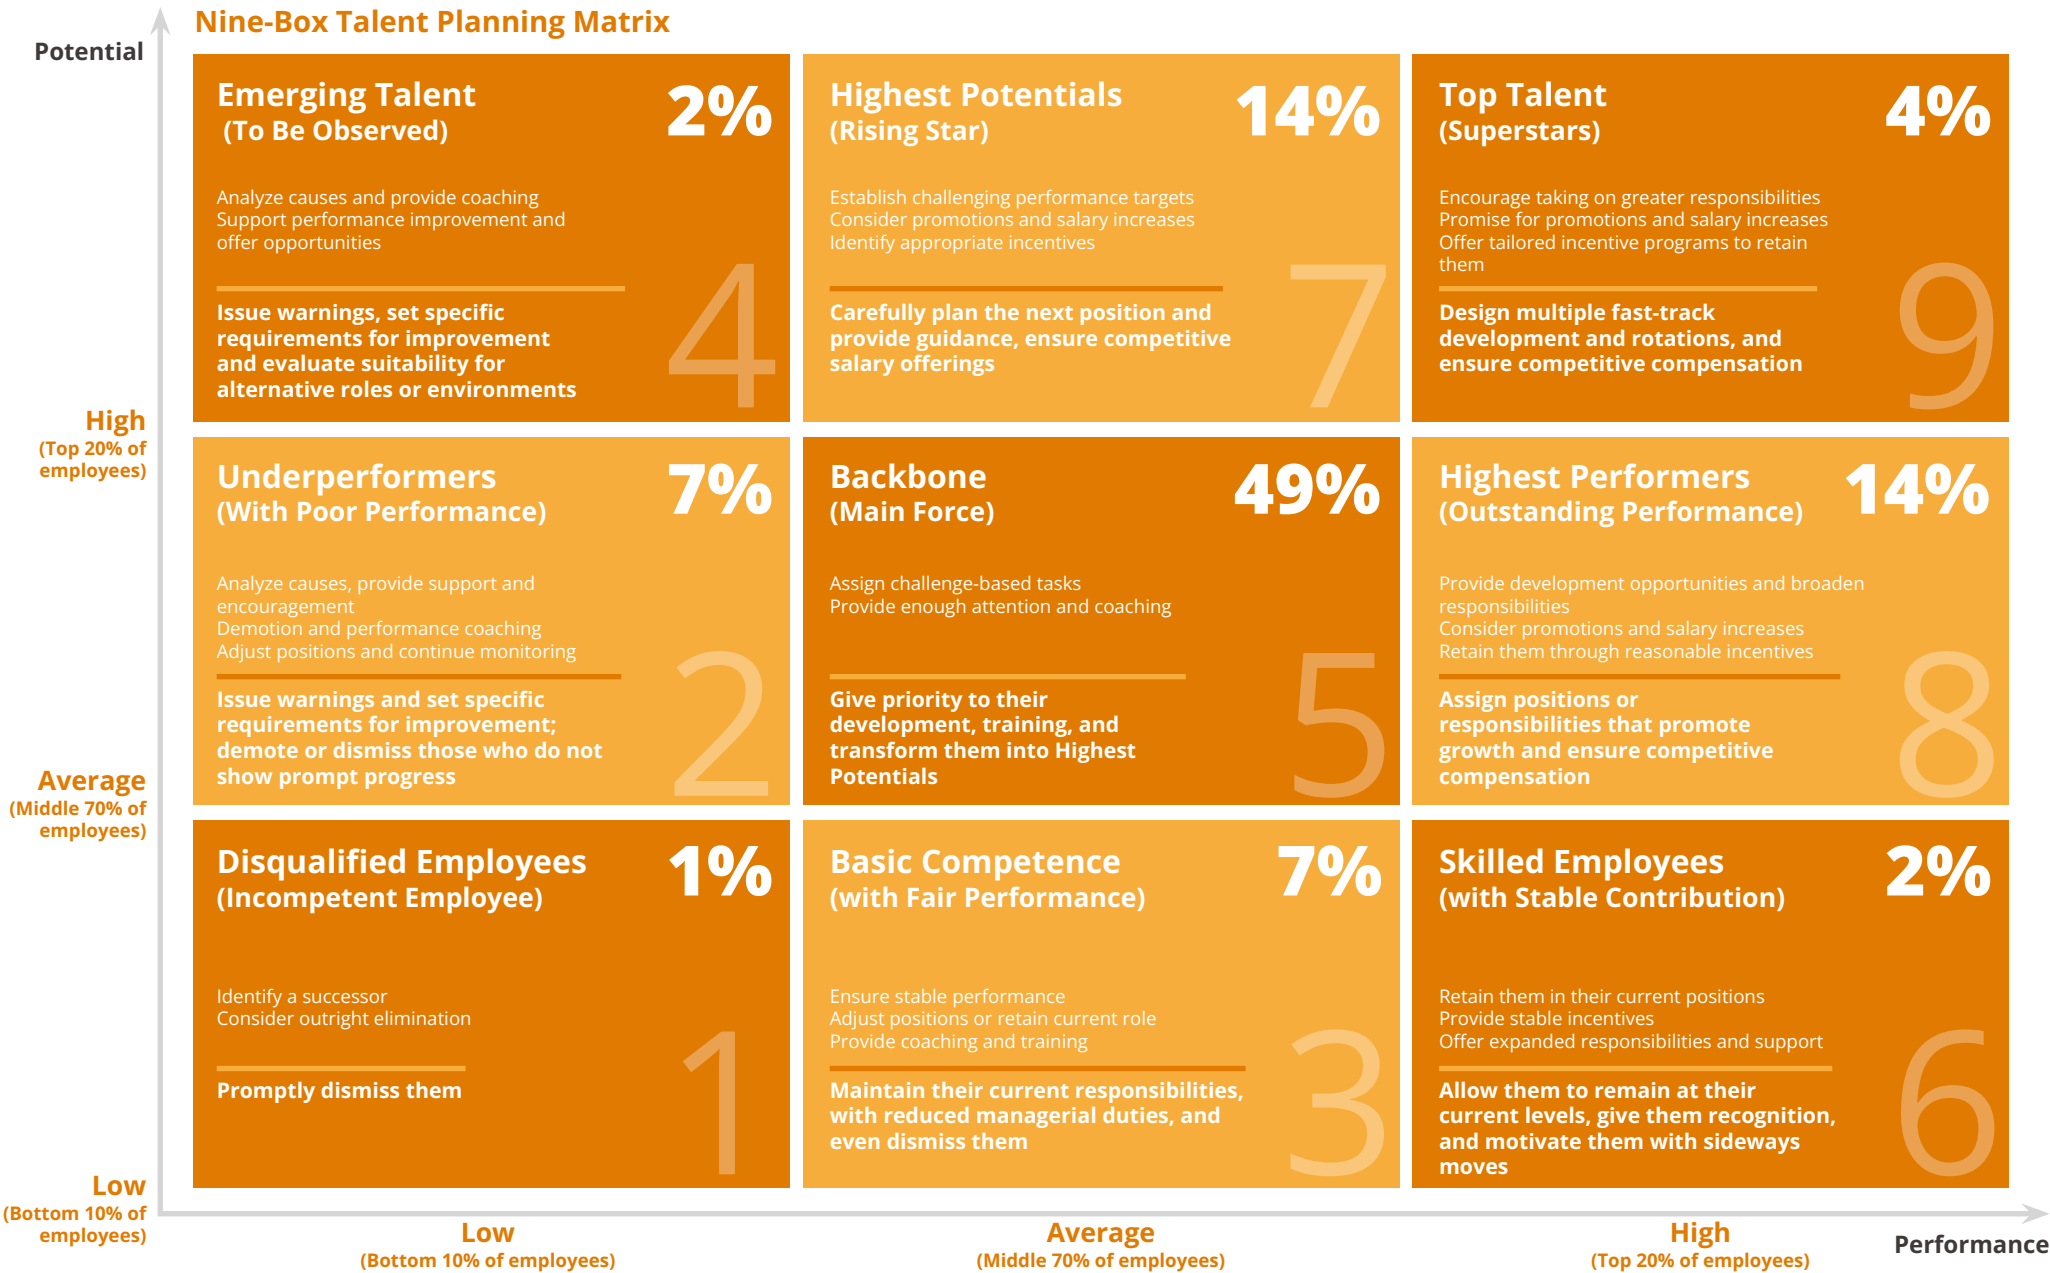 Nine-Box Talent Planning Matrix
Potential
Emerging Talent
(To Be Observed)
2%
Analyze causes and provide coaching
Support performance improvement and
offer opportunities
Issue warnings, set specific
requirements for improvement
and evaluate suitability for
alternative roles or environments
4
Highest Potentials
(Rising Star)
14%
Establish challenging performance targets
Consider promotions and salary increases
Identify appropriate incentives
Carefully plan the next position and
provide guidance, ensure competitive
salary offerings
7
Top Talent
(Superstars)
4%
Encourage taking on greater responsibilities
Promise for promotions and salary increases
Offer tailored incentive programs to retain
them
Design multiple fast-track
development and rotations, and
ensure competitive compensation
9
High
(Top 20% of
employees)
Underperformers
(With Poor Performance)
7%
Analyze causes, provide support and
encouragement
Demotion and performance coaching
Adjust positions and continue monitoring
Issue warnings and set specific
requirements for improvement;
demote or dismiss those who do not
show prompt progress
2
Backbone
(Main Force)
49%
Assign challenge-based tasks
Provide enough attention and coaching
Give priority to their
development, training, and
transform them into Highest
Potentials
5
Highest Performers
(Outstanding Performance)
14%
Provide development opportunities and broaden
responsibilities
Consider promotions and salary increases
Retain them through reasonable incentives
Assign positions or
responsibilities that promote
growth and ensure competitive
compensation
8
Average
(Middle 70% of
employees)
Disqualified Employees
(Incompetent Employee)
1%
Identify a successor
Consider outright elimination
Promptly dismiss them
1
Basic Competence
(with Fair Performance)
7%
Ensure stable performance
Adjust positions or retain current role
Provide coaching and training
Maintain their current responsibilities,
with reduced managerial duties, and
even dismiss them
3
Skilled Employees
(with Stable Contribution)
2%
Retain them in their current positions
Provide stable incentives
Offer expanded responsibilities and support
Allow them to remain at their
current levels, give them recognition,
and motivate them with sideways
moves
6
Low
(Bottom 10% of
employees)
Low
(Bottom 10% of employees)
Average
(Middle 70% of employees)
High
(Top 20% of employees)
Performance